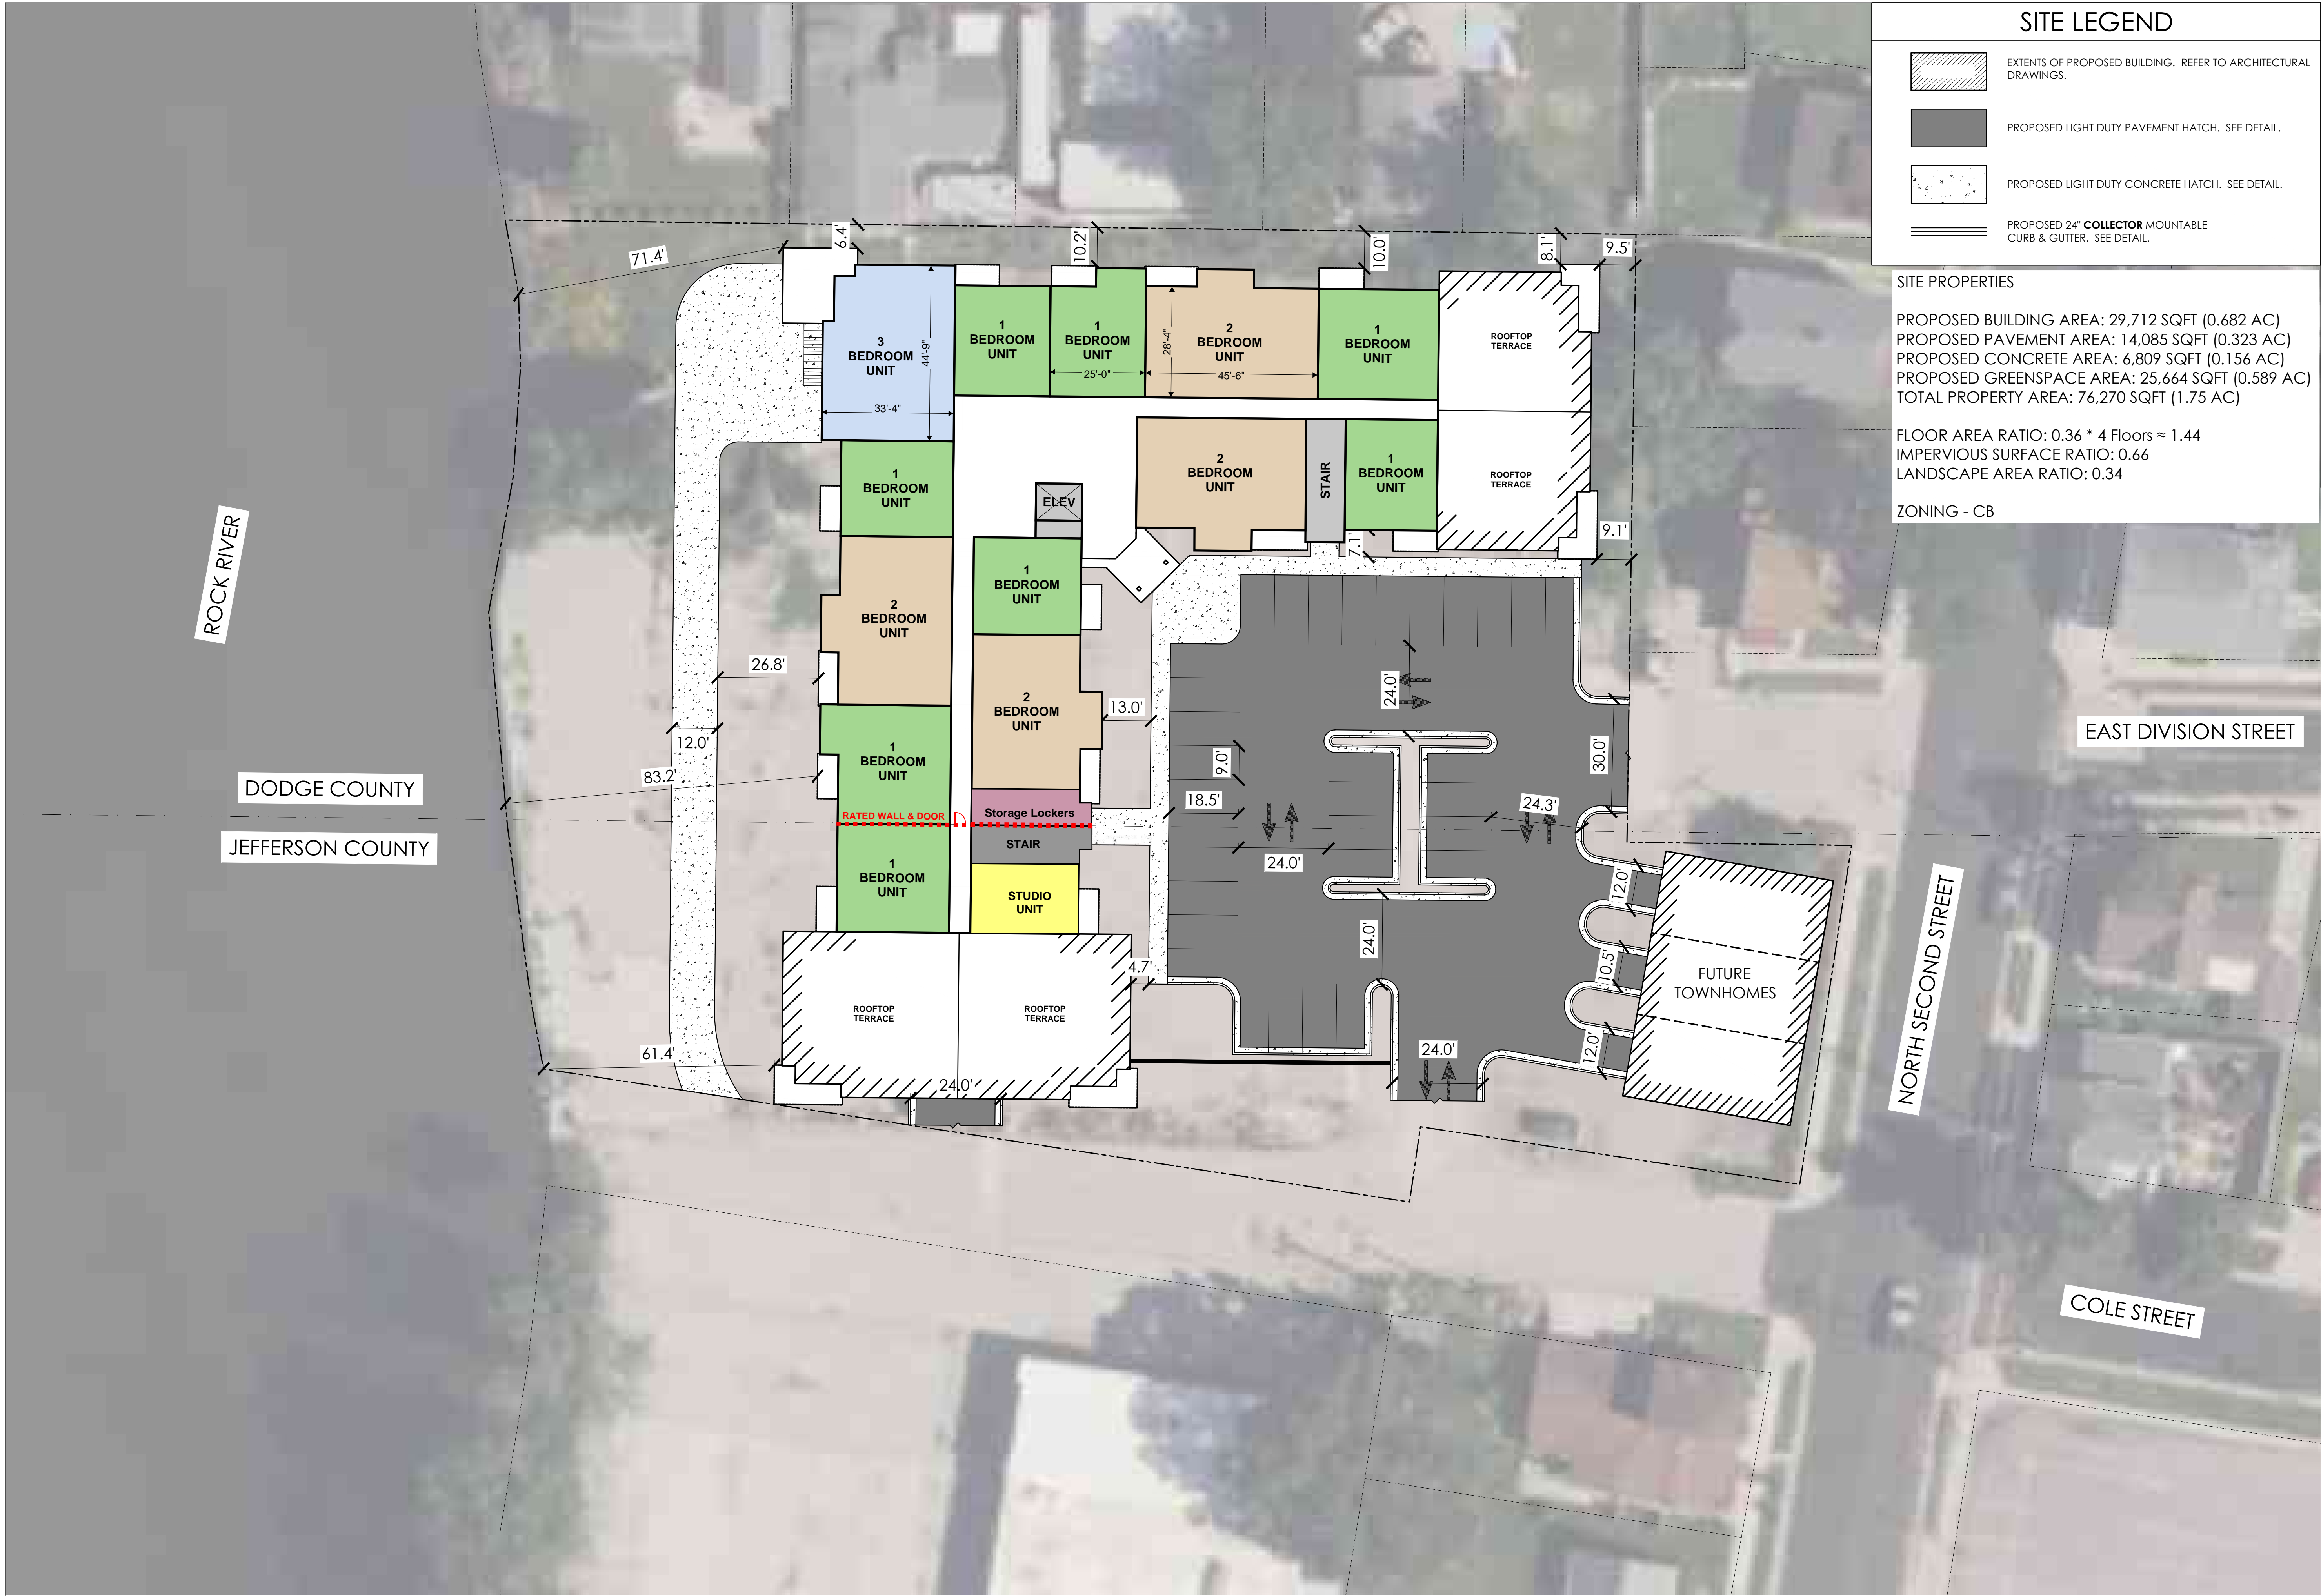 SITE LEGEND
EXTENTS OF PROPOSED BUILDING. REFER TO ARCHITECTURAL
DRAWINGS.
PROPOSED LIGHT DUTY PAVEMENT HATCH. SEE DETAIL.
PROPOSED LIGHT DUTY CONCRETE HATCH. SEE DETAIL.
PROPOSED 24" COLLECTOR MOUNTABLE
CURB & GUTTER. SEE DETAIL.
SITE PROPERTIES
PROPOSED BUILDING AREA: 29,712 SQFT (0.682 AC)
PROPOSED PAVEMENT AREA: 14,085 SQFT (0.323 AC)
PROPOSED CONCRETE AREA: 6,809 SQFT (0.156 AC)
PROPOSED GREENSPACE AREA: 25,664 SQFT (0.589 AC)
TOTAL PROPERTY AREA: 76,270 SQFT (1.75 AC)
FLOOR AREA RATIO: 0.36 * 4 Floors ≈ 1.44
IMPERVIOUS SURFACE RATIO: 0.66
LANDSCAPE AREA RATIO: 0.34
ZONING - CB
71.4'
6.4'
10.2'
10.0'
8.1'
9.5'
3
BEDROOM
UNIT
44'-9"
33'-4"
1
BEDROOM
UNIT
1
BEDROOM
UNIT
25'-0"
28'-4"
2
BEDROOM
UNIT
45'-6"
1
BEDROOM
UNIT
ROOFTOP
TERRACE
ROOFTOP
TERRACE
1
BEDROOM
UNIT
ELEV
2
BEDROOM
UNIT
STAIR
1
BEDROOM
UNIT
7.1'
9.1'
ROCK RIVER
2
BEDROOM
UNIT
1
BEDROOM
UNIT
26.8'
12.0'
83.2'
2
BEDROOM
UNIT
13.0'
24.0'
9.0'
18.5'
24.0'
24.3'
30.0'
EAST DIVISION STREET
DODGE COUNTY
JEFFERSON COUNTY
1
BEDROOM
UNIT
RATED WALL & DOOR
Storage Lockers
STAIR
1
BEDROOM
UNIT
STUDIO
UNIT
24.0'
12.0'
10.5'
12.0'
FUTURE
TOWNHOMES
NORTH SECOND STREET
4.7'
ROOFTOP
TERRACE
ROOFTOP
TERRACE
61.4'
24.0'
24.0'
COLE STREET